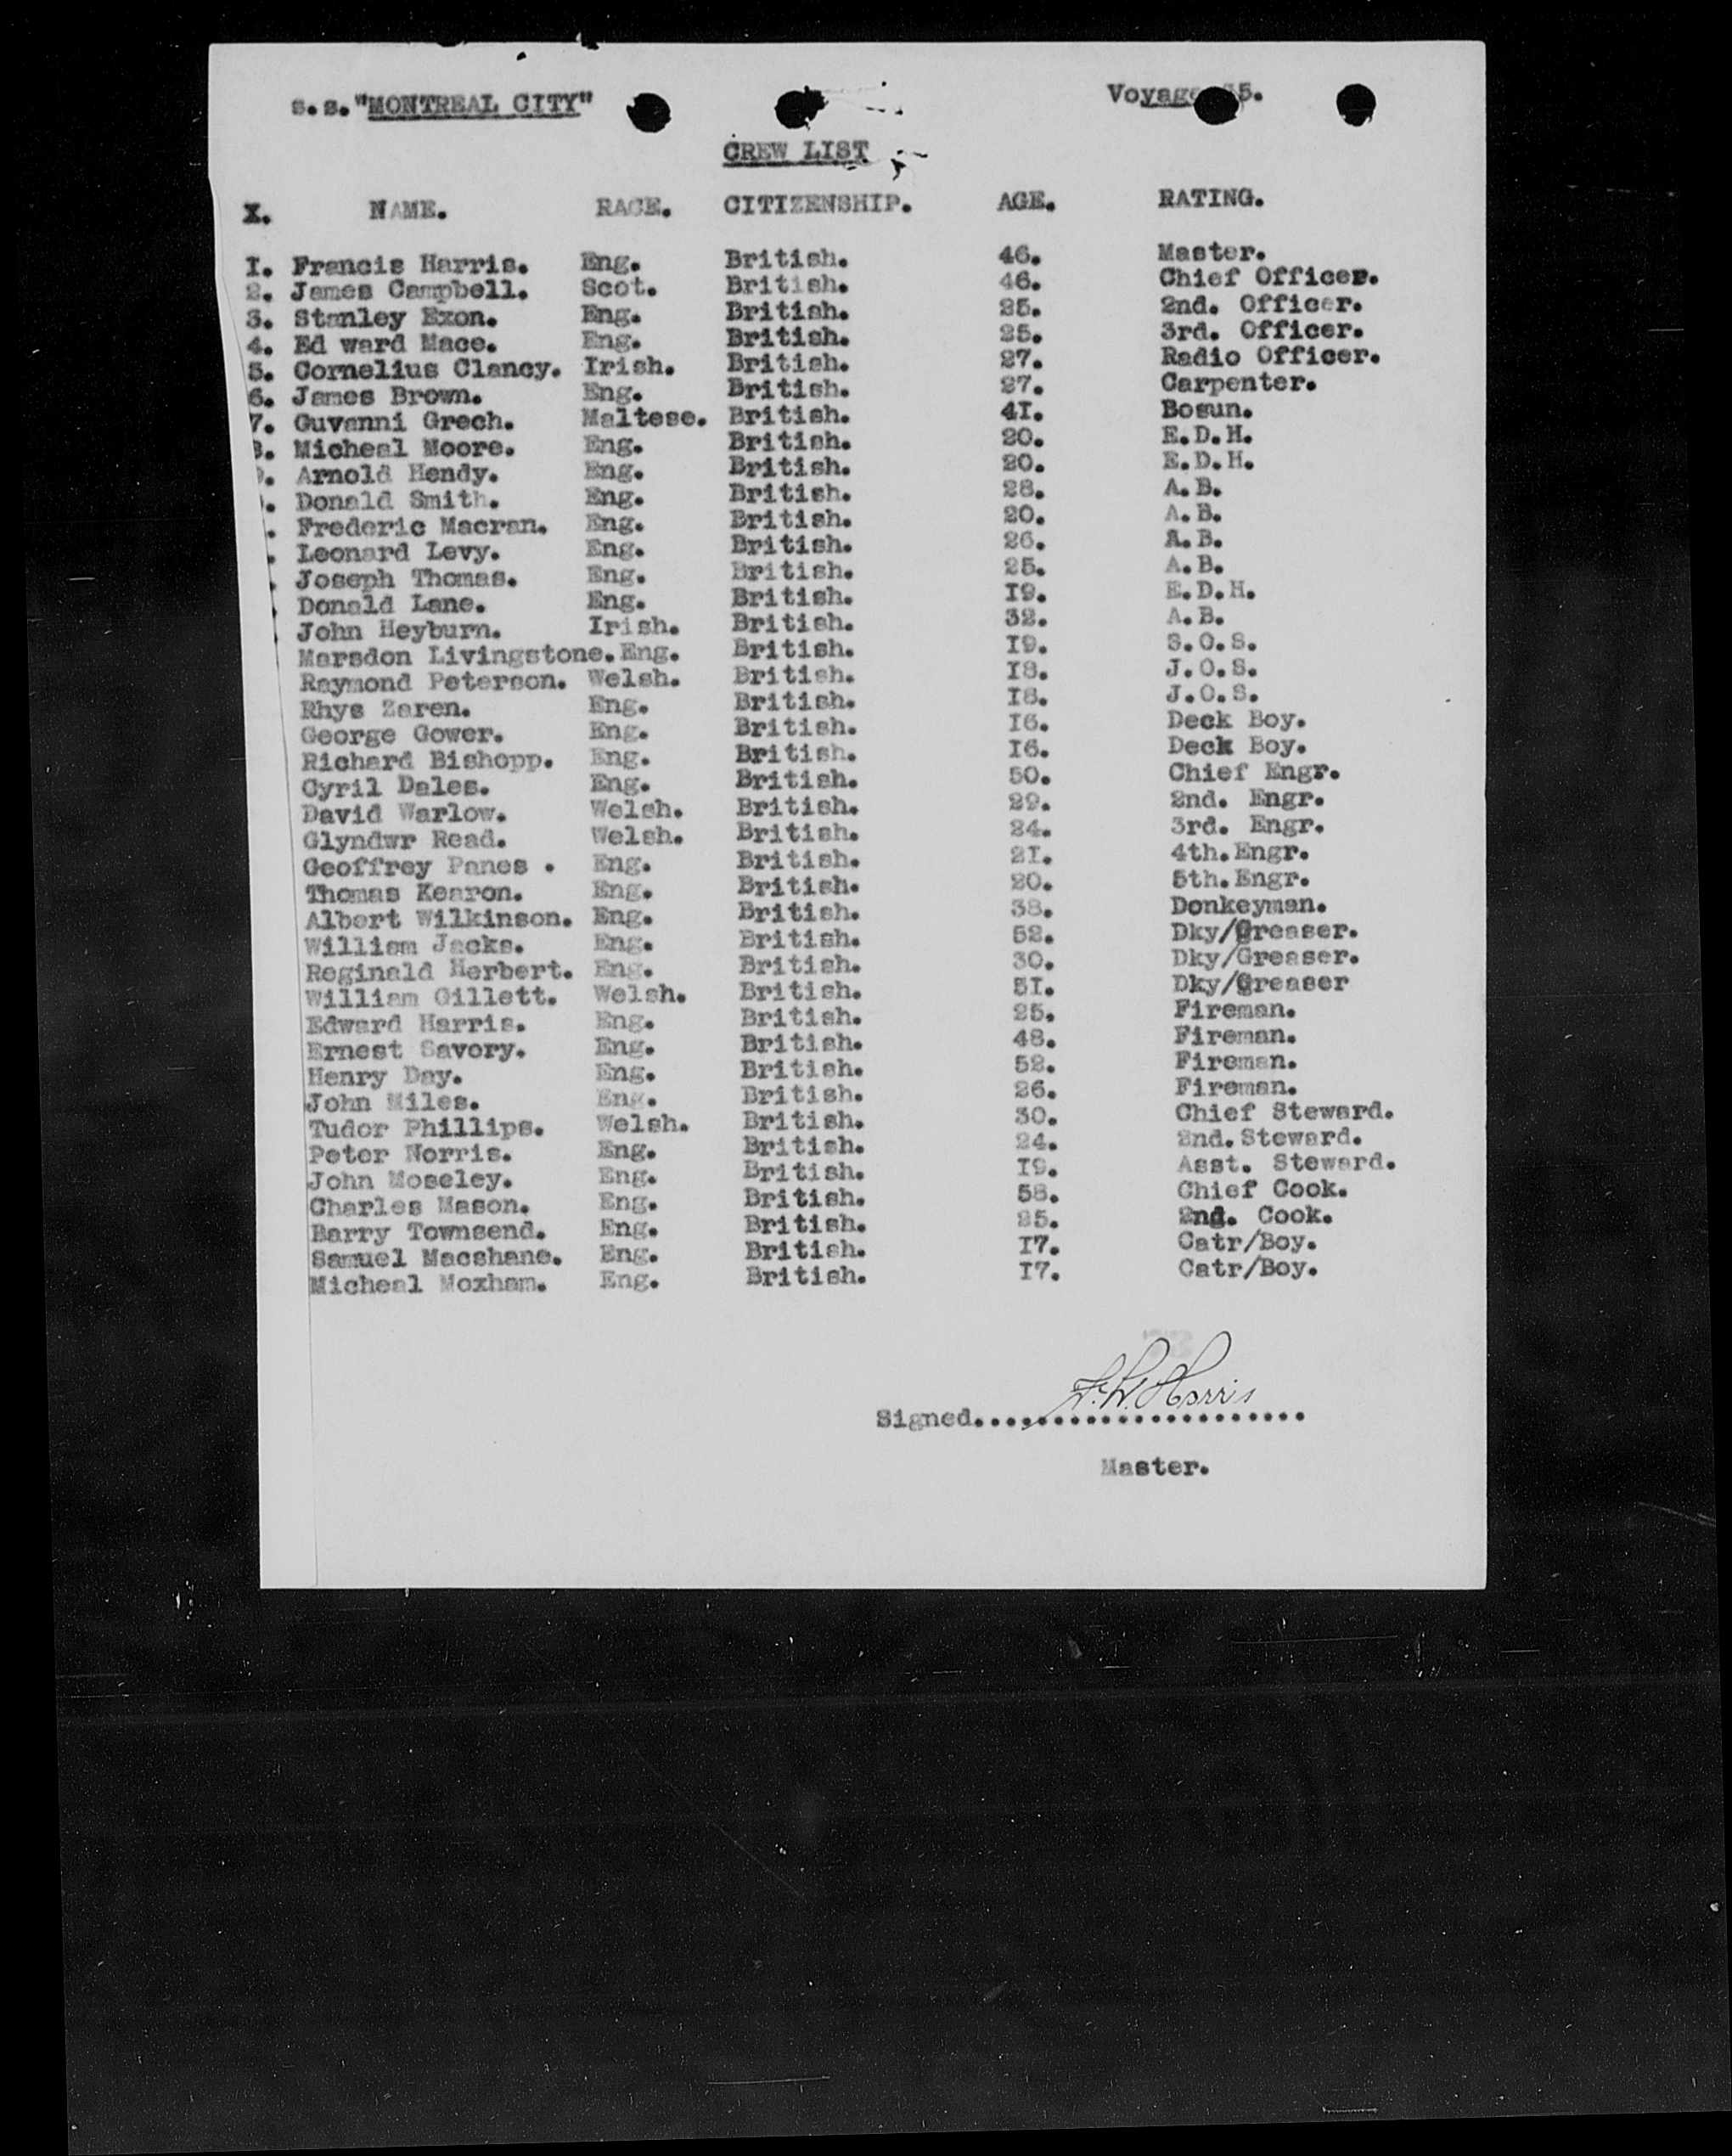 s.s."MONTREAL CITY" Voyage 5.
CREW LIST
X. NAME. RACE. CITIZENSHIP. AGE. RATING.
I. Francis Harris. Eng. British. 46. Master.
2. James Campbell. Scot. British. 46. Chief Officer.
3. Stanley Exon. Eng. British. 25. 2nd. Officer.
4. Ed ward Mace. Eng. British. 25. 3rd. Officer.
5. Cornelius Clancy. Irish. British. 27. Radio Officer.
6. James Brown. Eng. British. 27. Carpenter.
7. Guvanni Grech. Maltese. British. 4I. Bosun.
. Micheal Moore. Eng. British. 20. E.D.H.
. Arnold Hendy. Eng. British. 20. E.D.H.
. Donald Smith. Eng. British. 28. A.B.
. Frederic Macran. Eng. British. 20. A.B.
. Leonard Levy. Eng. British. 26. A.B.
Joseph Thomas. Eng. British. 25. A.B.
Donald Lane. Eng. British. I9. E.D.H.
John Heyburn. Irish. British. 32. A.B.
Marsdon Livingstone. Eng. British. I9. S.O.S.
Raymond Peterson. Welsh. British. I8. J.O.S.
Rhys Zaren. Eng. British. I8. J.O.S.
George Gower. Eng. British. I6. Deck Boy.
Richard Bishopp. Eng. British. I6. Deck Boy.
Cyril Dales. Eng. British. 50. Chief Engr.
David Warlow. Welsh. British. 29. 2nd. Engr.
Glyndwr Read. Welsh. British. 24. 3rd. Engr.
Geoffrey Panes . Eng. British. 2I. 4th.Engr.
Thomas Kearon. Eng. British. 20. 5th.Engr.
Albert Wilkinson. Eng. British. 38. Donkeyman.
William Jacks. Eng. British. 52. Dky/Greaser.
Reginald Herbert. Eng. British. 30. Dky/Greaser.
William Gillett. Welsh. British. 5I. Dky/Greaser
Edward Harris. Eng. British. 25. Fireman.
Ernest Savory. Eng. British. 48. Fireman.
Henry Day. Eng. British. 52. Fireman.
John Miles. Eng. British. 26. Fireman.
Tudor Phillips. Welsh. British. 30. Chief Steward.
Peter Norris. Eng. British. 24. 2nd.Steward.
John Moseley. Eng. British. I9. Asst. Steward.
Charles Mason. Eng. British. 58. Chief Cook.
Barry Townsend. Eng. British. 25. 2nd. Cook.
Samuel Macshane. Eng. British. I7. Catr/Boy.
Micheal Moxham. Eng. British. I7. Catr/Boy.
F.W. Harris
Signed.......................
Master.